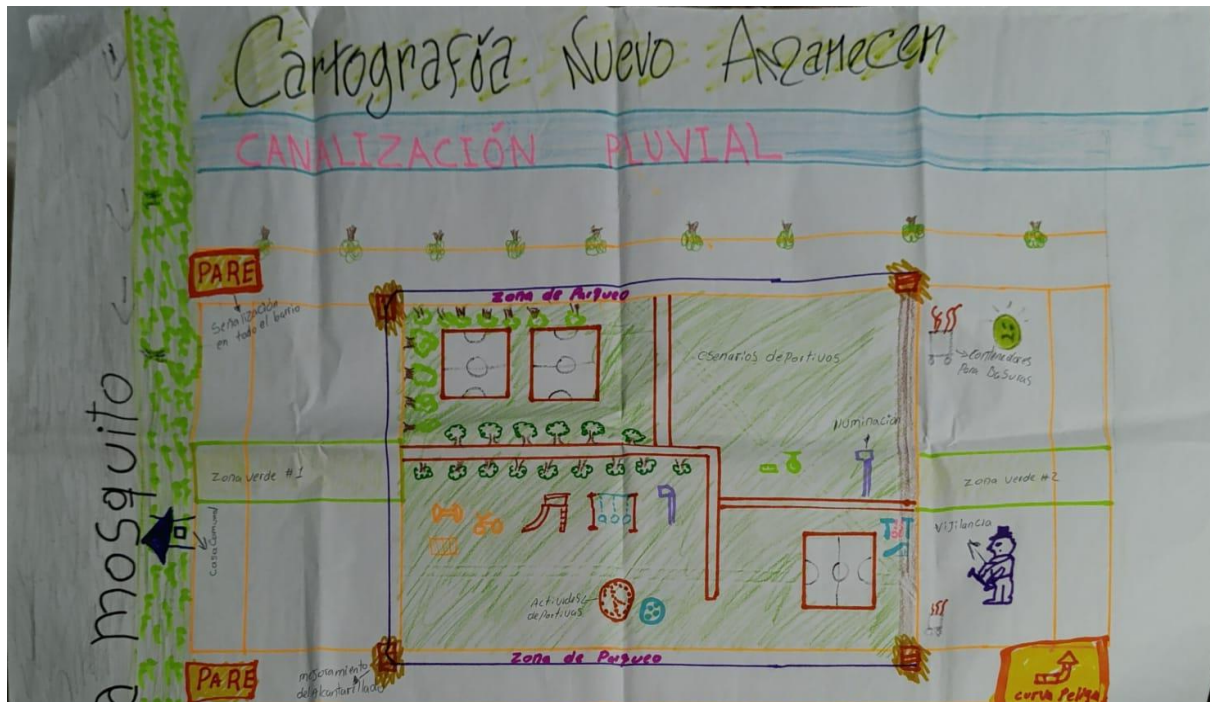 Cartografía Nuevo Amanecer
CANALIZACIÓN PLUVIAL
PARE
Señalización
en todo el barrio
Zona de Parqueo
Esenarios deportivos
Contenedores
Para Basuras
iluminación
Zona verde #1
Zona verde #2
mosquito
Casa Comunal
Vigilancia
Actividades
deportivas
Zona de Parqueo
PARE
mejoramiento
del Alcantarillado
curva Peligr